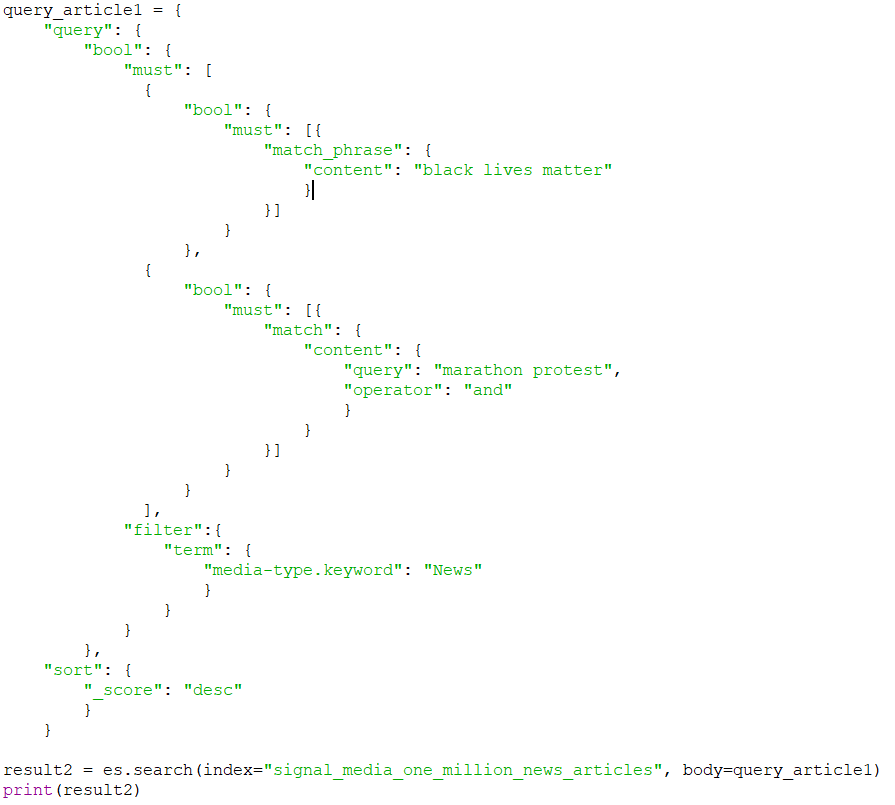 query_article1 = {
    "query": {
        "bool": {
            "must": [
              {
                  "bool": {
                      "must": [{
                          "match_phrase": {
                              "content": "black lives matter"
                              }
                          }]
                      }
                  },
              {
                  "bool": {
                      "must": [{
                          "match": {
                              "content": {
                                  "query": "marathon protest",
                                  "operator": "and"
                                  }
                              }
                          }]
                      }
                  }
              ],
            "filter":{
                "term": {
                    "media-type.keyword": "News"
                    }
                }
            }
        },
    "sort": {
        "_score": "desc"
        }
    }

result2 = es.search(index="signal_media_one_million_news_articles", body=query_article1)
print(result2)